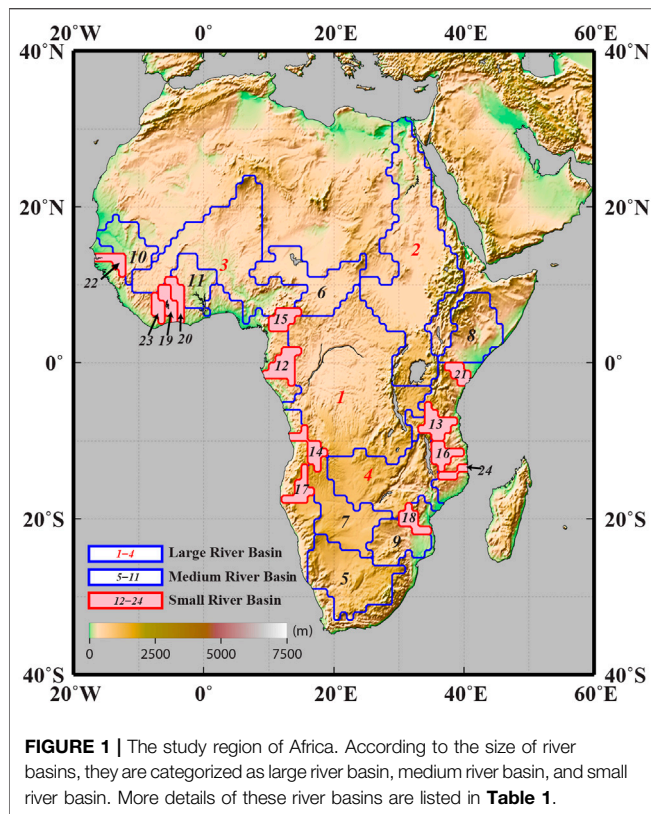 20°W 0° 20°E 40°E 60°E
40°N 40°N
20°N 20°N
2
10 3
22 11 6
8
23 19 20 15
0° 0°
12 21
1
13
14 16
4 24
17
20°S 18 20°S
7
9
5
1–4 Large River Basin
5–11 Medium River Basin
12–24 Small River Basin
(m)
0 2500 5000 7500
40°S 40°S
20°W 0° 20°E 40°E 60°E
FIGURE 1 | The study region of Africa. According to the size of river
basins, they are categorized as large river basin, medium river basin, and small
river basin. More details of these river basins are listed in Table 1.